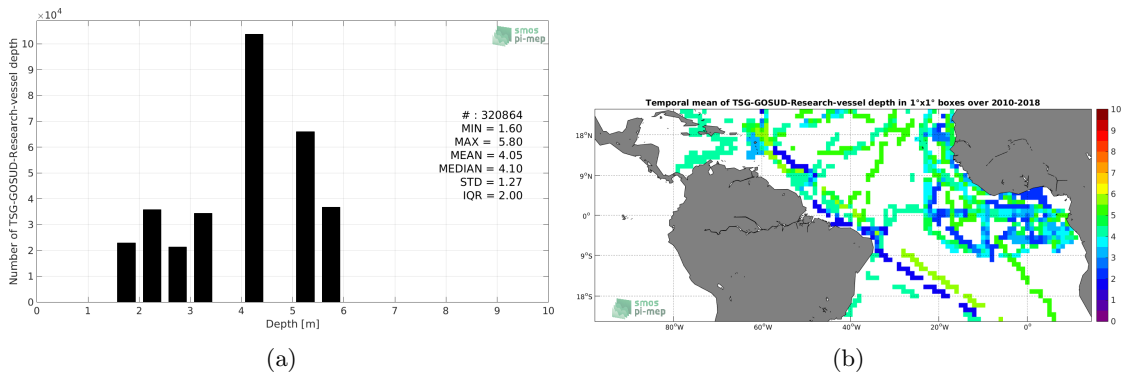 ×10⁴
10
9
8
7
6
5
4
3
2
1
0
Number of TSG-GOSUD-Research-vessel depth
smos
pi-mep
# : 320864
MIN = 1.60
MAX = 5.80
MEAN = 4.05
MEDIAN = 4.10
STD = 1.27
IQR = 2.00
0 1 2 3 4 5 6 7 8 9 10
Depth [m]
(a)
Temporal mean of TSG-GOSUD-Research-vessel depth in 1°x1° boxes over 2010-2018
18°N
9°N
0°
9°S
18°S
smos
pi-mep
80°W 60°W 40°W 20°W 0°
10
9
8
7
6
5
4
3
2
1
0
(b)